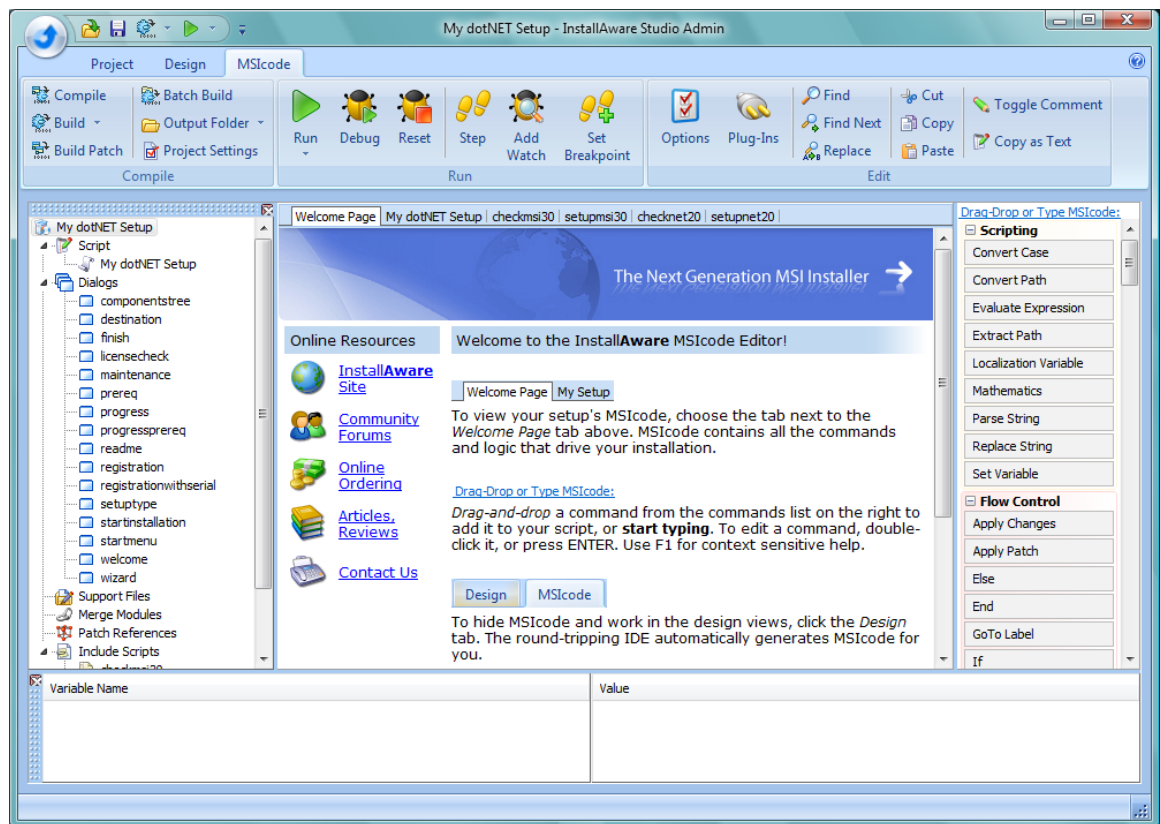 My dotNET Setup - InstallAware Studio Admin
Project Design MSIcode
Compile
Build
Build Patch
Batch Build
Output Folder
Project Settings
Compile
Run
Debug
Reset
Step
Add
Watch
Set
Breakpoint
Run
Options
Plug-Ins
Find
Find Next
Replace
Cut
Copy
Paste
Toggle Comment
Copy as Text
Edit
My dotNET Setup
Script
My dotNET Setup
Dialogs
componentstree
destination
finish
licensecheck
maintenance
prereq
progress
progressprereq
readme
registration
registrationwithserial
setuptype
startinstallation
startmenu
welcome
wizard
Support Files
Merge Modules
Patch References
Include Scripts
checkmsi30
Welcome Page My dotNET Setup checkmsi30 setupmsi30 checknet20 setupnet20
The Next Generation MSI Installer
Online Resources
InstallAware
Site
Community
Forums
Online
Ordering
Articles,
Reviews
Contact Us
Welcome to the InstallAware MSIcode Editor!
Welcome Page My Setup
To view your setup's MSIcode, choose the tab next to the
Welcome Page tab above. MSIcode contains all the commands
and logic that drive your installation.
Drag-Drop or Type MSIcode:
Drag-and-drop a command from the commands list on the right to
add it to your script, or start typing. To edit a command, double-
click it, or press ENTER. Use F1 for context sensitive help.
Design MSIcode
To hide MSIcode and work in the design views, click the Design
tab. The round-tripping IDE automatically generates MSIcode for
you.
Drag-Drop or Type MSIcode:
Scripting
Convert Case
Convert Path
Evaluate Expression
Extract Path
Localization Variable
Mathematics
Parse String
Replace String
Set Variable
Flow Control
Apply Changes
Apply Patch
Else
End
GoTo Label
If
Variable Name
Value